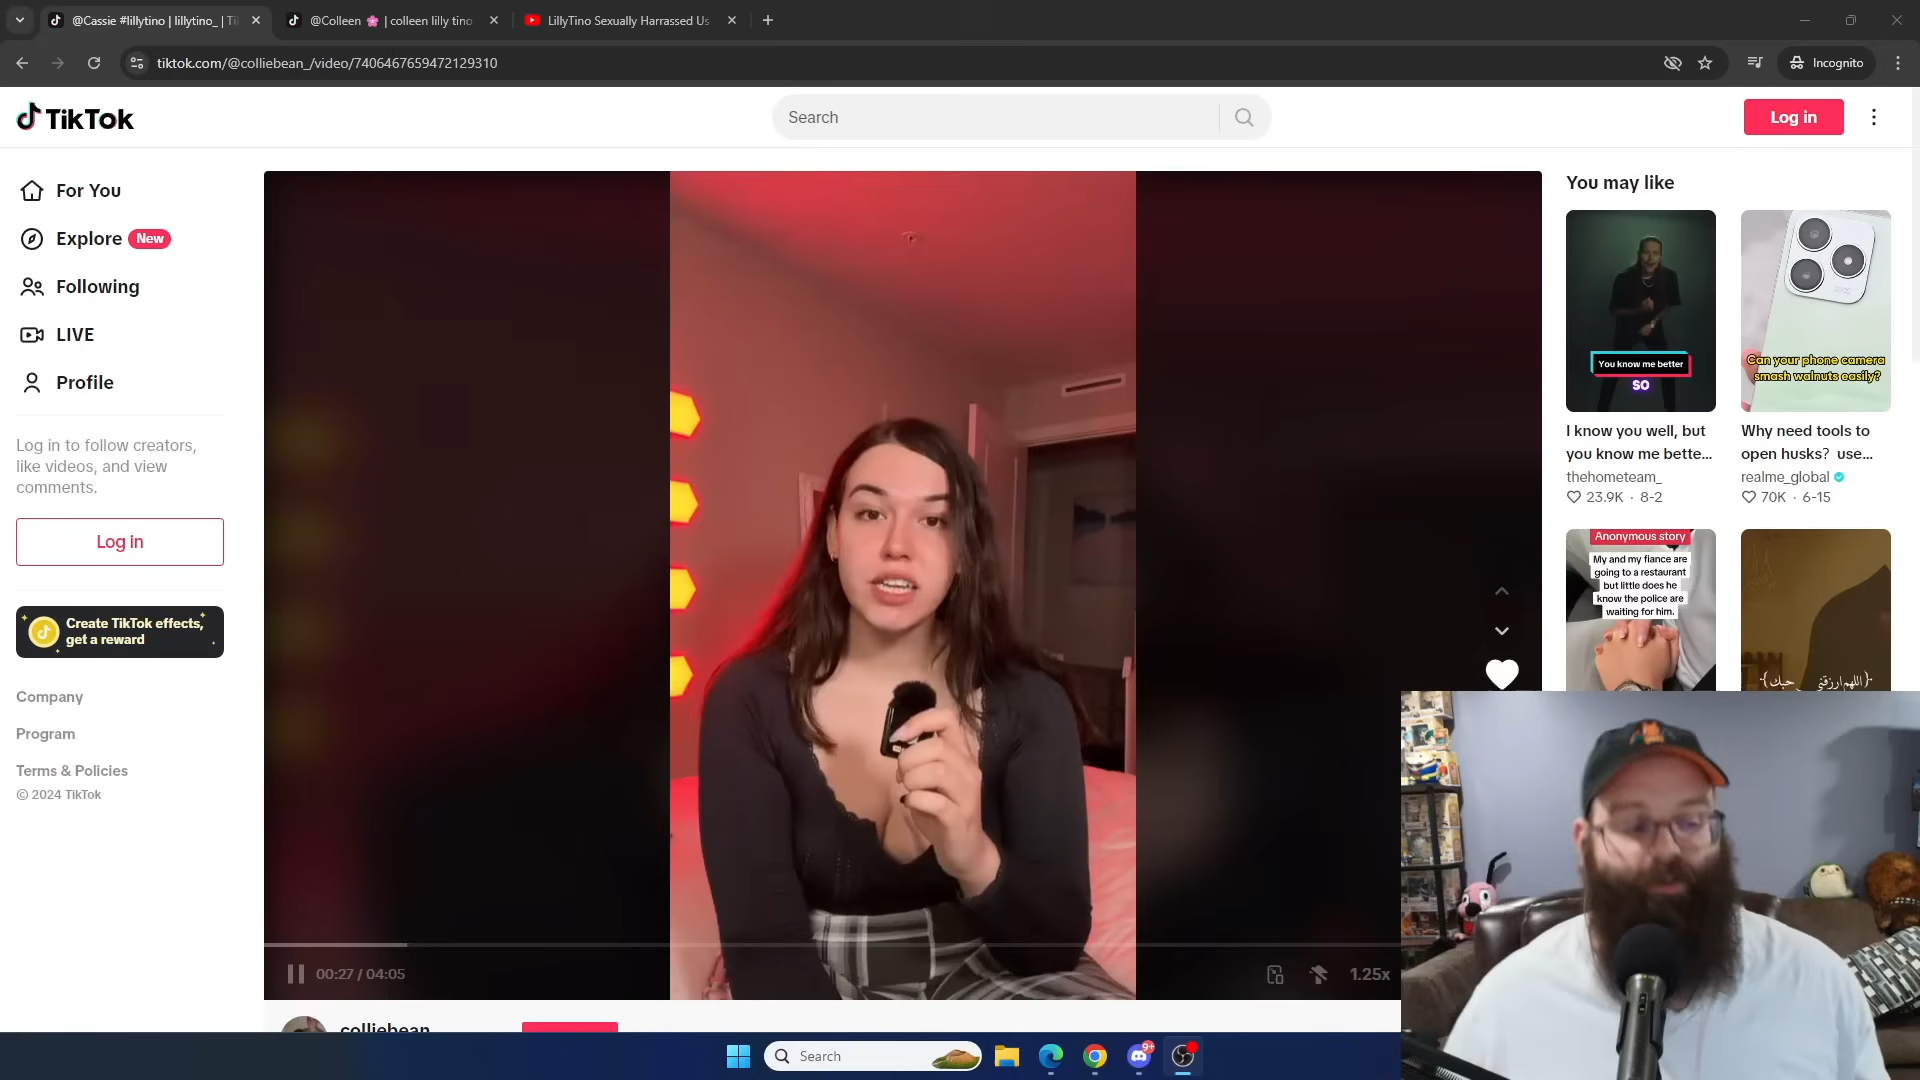 @Cassie #lillytino | lillytino_ | Ti
@Colleen 🌸 | colleen lilly tino
LillyTino Sexually Harrassed Us
tiktok.com/@colliebean_/video/7406467659472129310
Incognito
TikTok
Search
Log in
For You
Explore New
Following
LIVE
Profile
Log in to follow creators,
like videos, and view
comments.
Log in
Create TikTok effects,
get a reward
Company
Program
Terms & Policies
© 2024 TikTok
00:27 / 04:05
1.25x
colliebean
You may like
You know me better
SO
I know you well, but
you know me bette...
thehometeam_
23.9K · 8-2
Can your phone camera
smash walnuts easily?
Why need tools to
open husks? use...
realme_global
70K · 6-15
Anonymous story
My and my fiance are
going to a restaurant
but little does he
know the police are
waiting for him.
﴿اللهم ارزقني حبك﴾
Search
9+